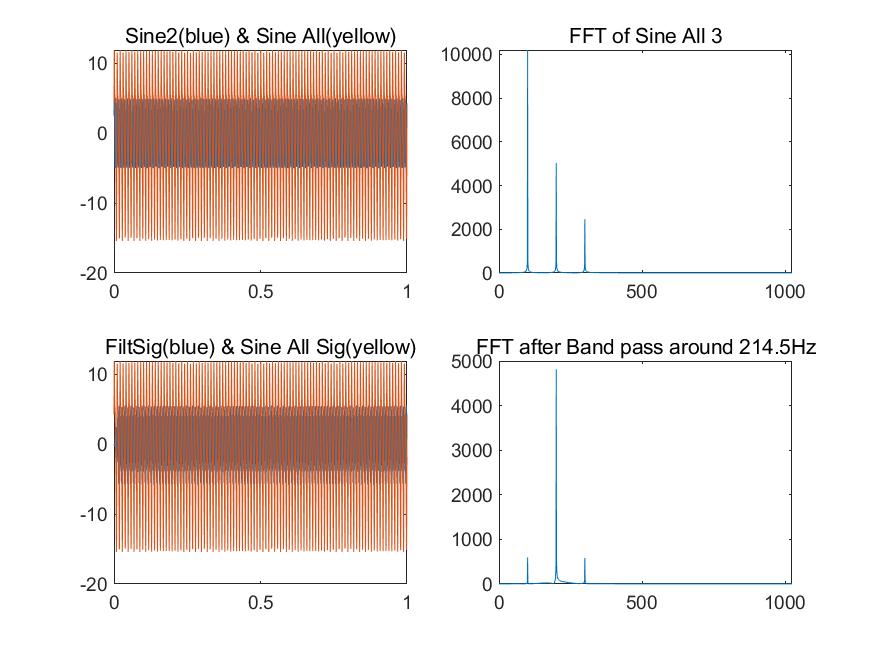 Sine2(blue) & Sine All(yellow)
10
0
-10
-20
0 0.5 1
FFT of Sine All 3
10000
8000
6000
4000
2000
0
0 500 1000
FiltSig(blue) & Sine All Sig(yellow)
10
0
-10
-20
0 0.5 1
FFT after Band pass around 214.5Hz
5000
4000
3000
2000
1000
0
0 500 1000